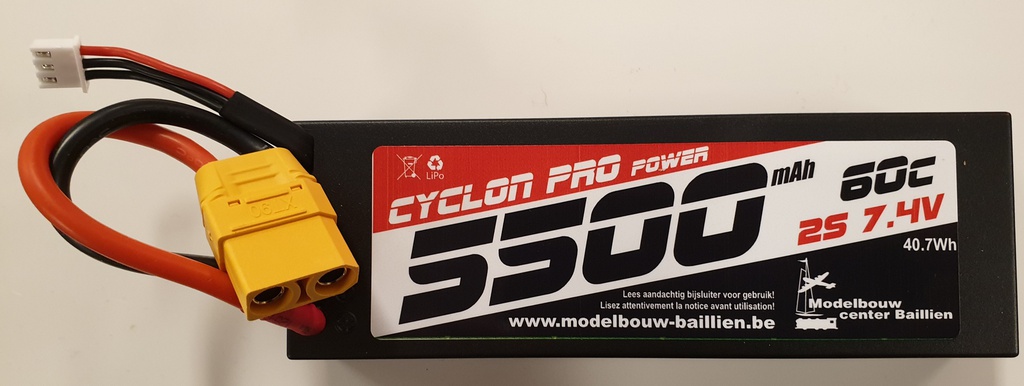 LiPo
CYCLON PRO POWER
5500 mAh
60C
2S 7.4V
40.7Wh
Lees aandachtig bijsluiter voor gebruik!
Lisez attentivement la notice avant utilisation!
www.modelbouw-baillien.be
Modelbouw
center Baillien
XT90